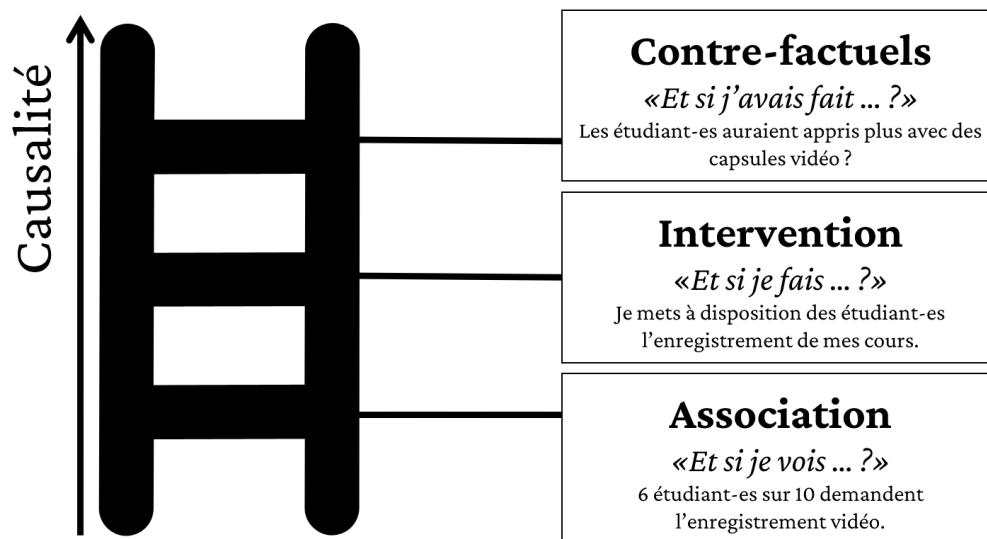 Causalité
Contre-factuels
«Et si j’avais fait ... ?»
Les étudiant-es auraient appris plus avec des
capsules vidéo ?
Intervention
«Et si je fais ... ?»
Je mets à disposition des étudiant-es
l’enregistrement de mes cours.
Association
«Et si je vois ... ?»
6 étudiant-es sur 10 demandent
l’enregistrement vidéo.